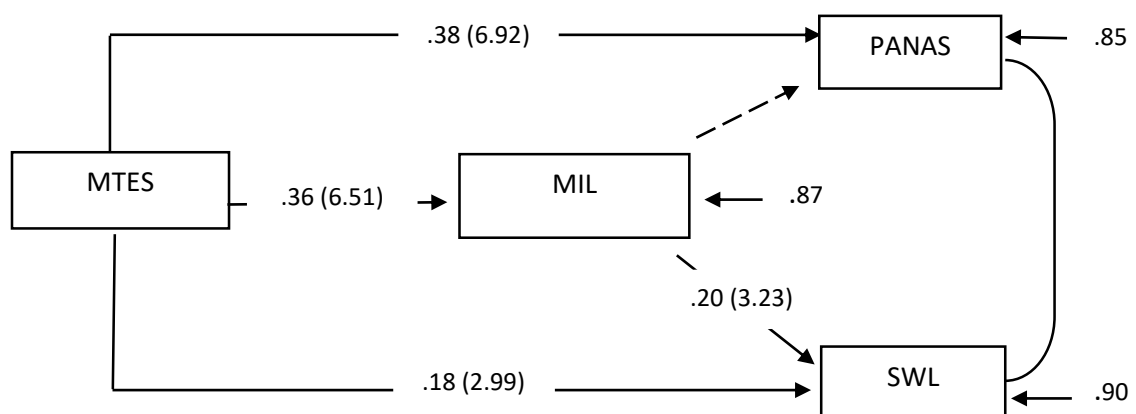 .38 (6.92)
PANAS
.85
MTES
.36 (6.51)
MIL
.87
.20 (3.23)
.18 (2.99)
SWL
.90